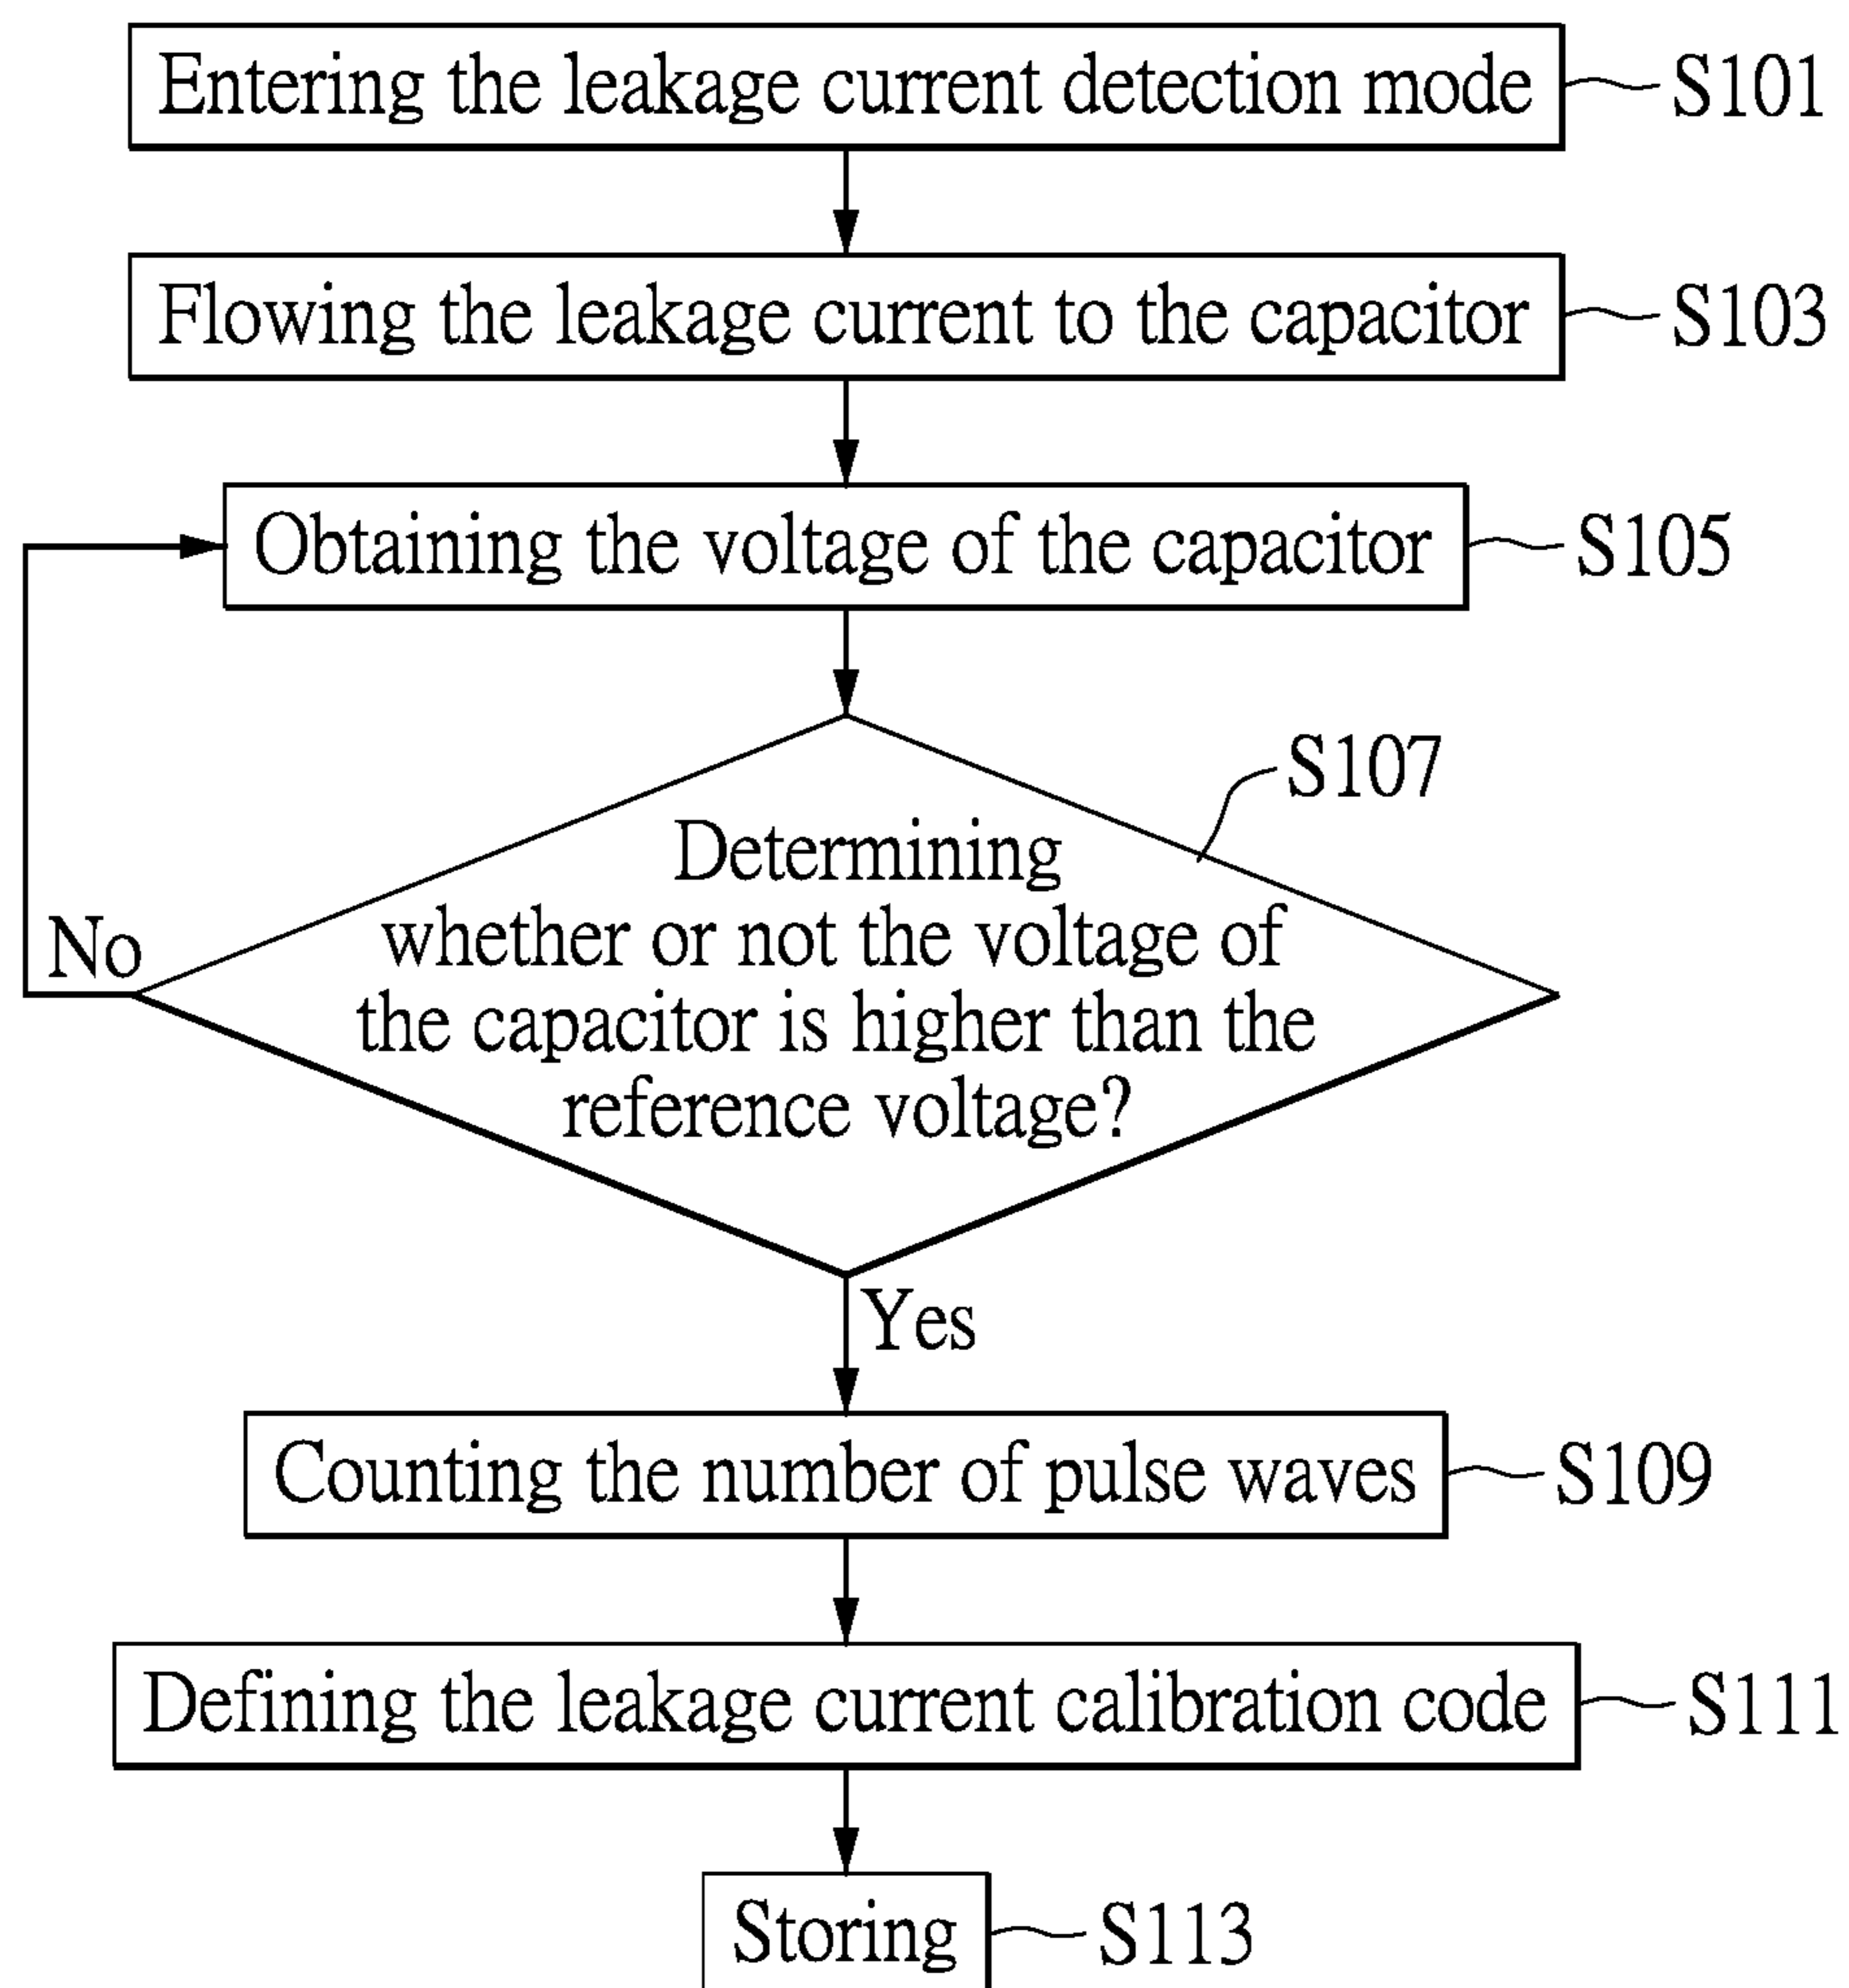 Entering the leakage current detection mode
S101
Flowing the leakage current to the capacitor
S103
Obtaining the voltage of the capacitor
S105
S107
Determining
whether or not the voltage of
the capacitor is higher than the
reference voltage?
No
Yes
Counting the number of pulse waves
S109
Defining the leakage current calibration code
S111
Storing
S113